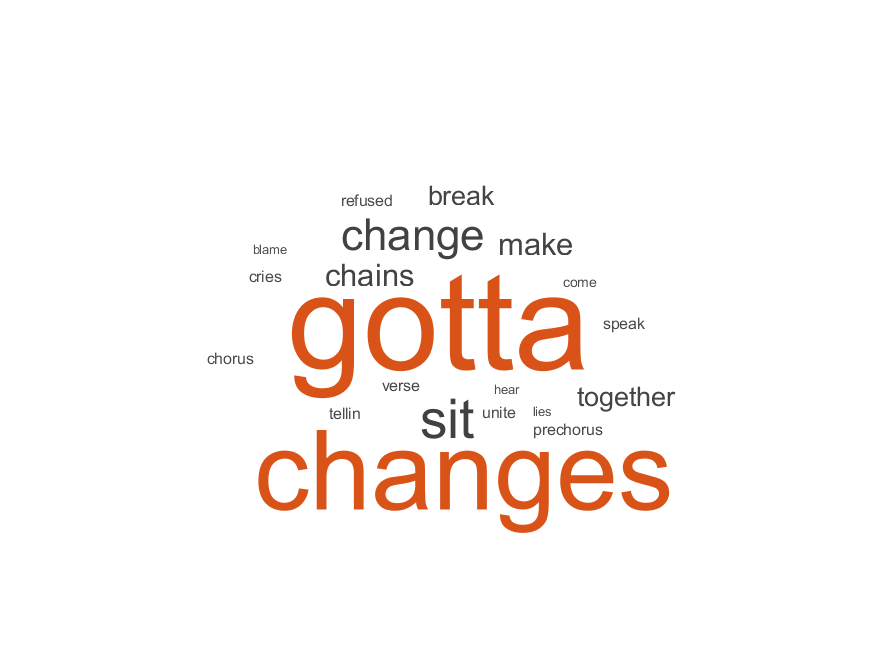 refused break
change make
blame
cries chains come
gotta
speak
chorus
verse hear together
tellin sit unite lies
prechorus
changes